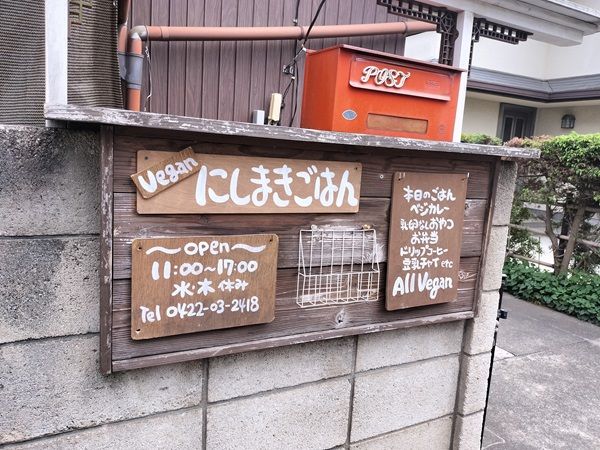 POST
Vegan
にしまきごはん
〜open〜
11:00〜17:00
水・木 休み
Tel 0422-03-2418
本日のごはん
ベジカレー
乳卵なしおやつ
お弁当
ドリップコーヒー
豆乳チャイ etc
All Vegan